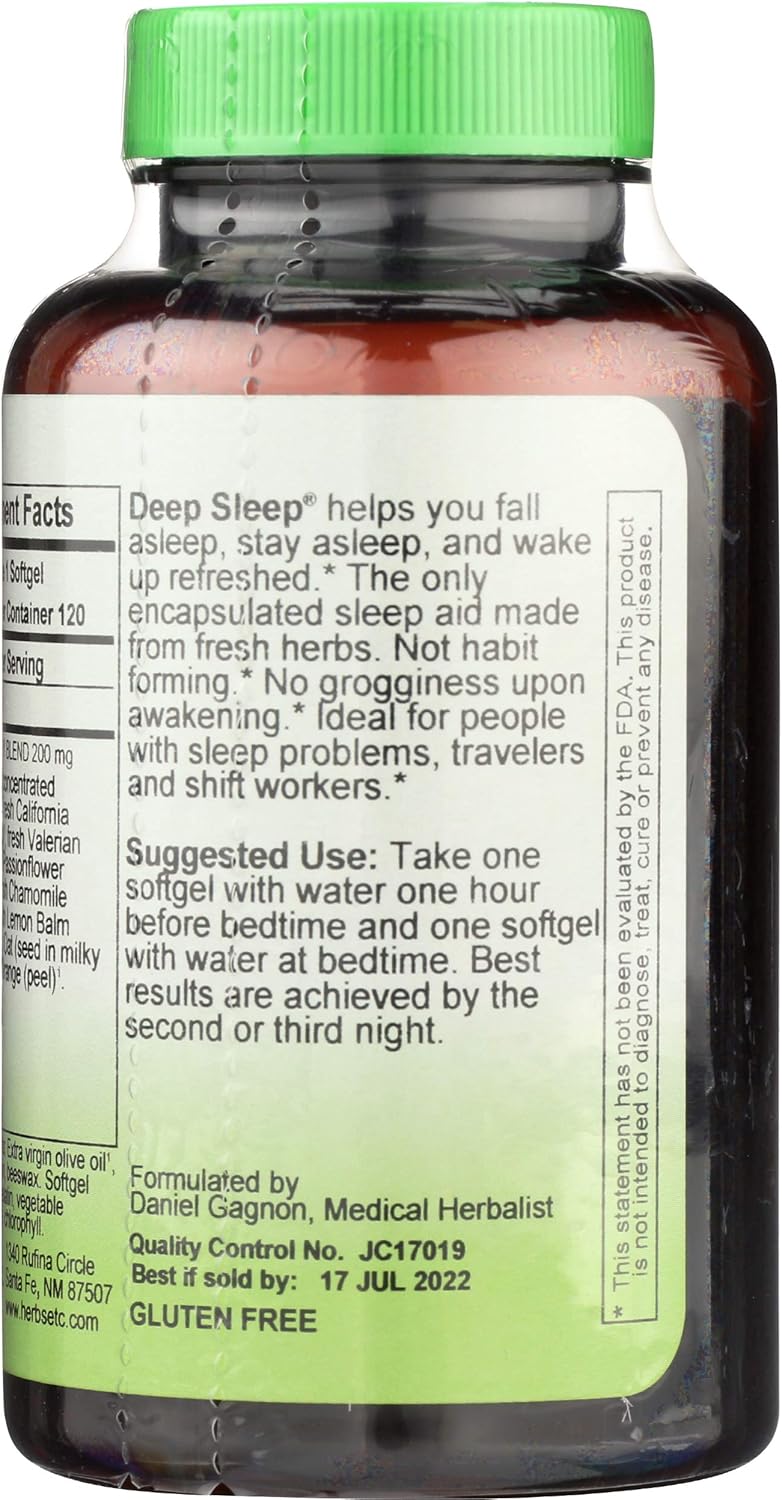 Facts
1 Softgel
Container 120
Serving
BLEND 200 mg
California
fresh Valerian
Chamomile
Lemon Balm
(seed in milky
(peel)¹.
Extra virgin olive oil¹,
beeswax. Softgel
vegetable
chlorophyll.
Rufina Circle
Santa Fe, NM 87507
www.herbsetc.com
Deep Sleep® helps you fall
asleep, stay asleep, and wake
up refreshed.* The only
encapsulated sleep aid made
from fresh herbs. Not habit
forming.* No grogginess upon
awakening.* Ideal for people
with sleep problems, travelers
and shift workers.*
Suggested Use: Take one
softgel with water one hour
before bedtime and one softgel
with water at bedtime. Best
results are achieved by the
second or third night.
Formulated by
Daniel Gagnon, Medical Herbalist
Quality Control No. JC17019
Best if sold by: 17 JUL 2022
GLUTEN FREE
* This statement has not been evaluated by the FDA. This product
is not intended to diagnose, treat, cure or prevent any disease.